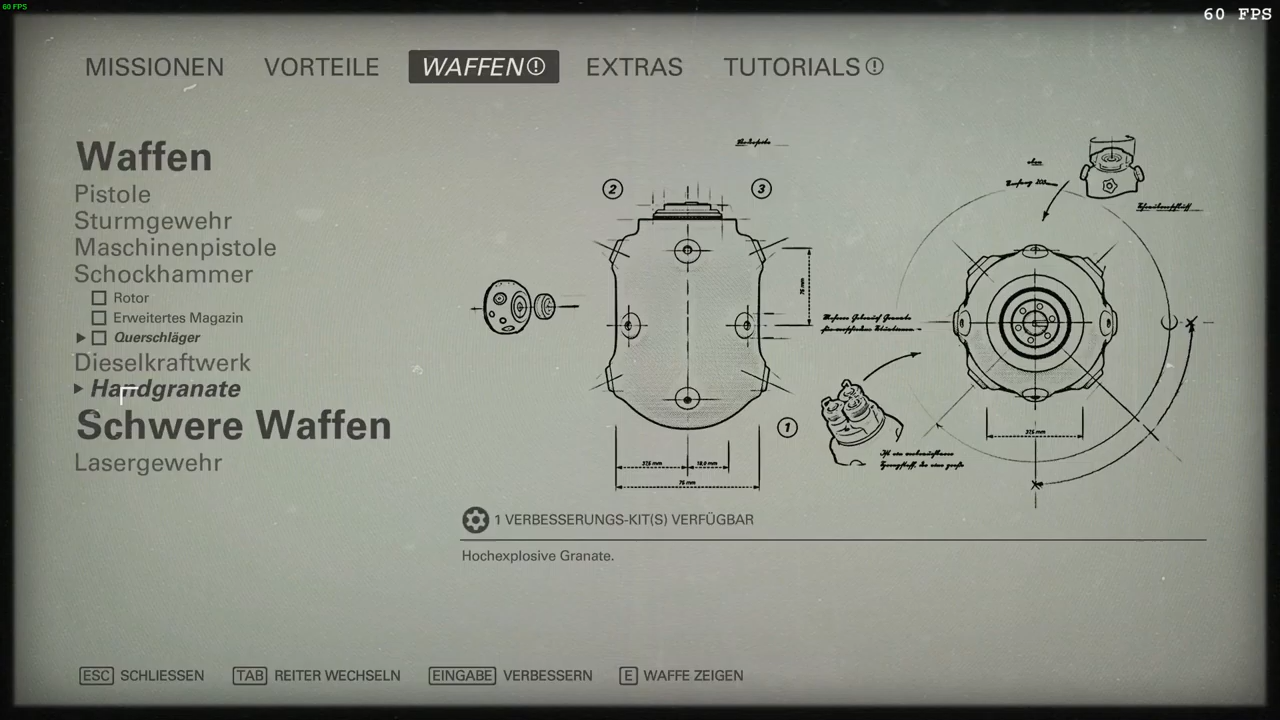 60 FPS
60 FPS
MISSIONEN VORTEILE WAFFEN TUTORIALS EXTRAS
Waffen
Pistole
Sturmgewehr
Maschinenpistole
Schockhammer
Rotor
Erweitertes Magazin
Querschläger
Dieselkraftwerk
Handgranate
Schwere Waffen
Lasergewehr
2
3
1
76 mm
1 VERBESSERUNGS-KIT(S) VERFÜGBAR
Hochexplosive Granate.
ESC SCHLIESSEN TAB REITER WECHSELN EINGABE VERBESSERN E WAFFE ZEIGEN